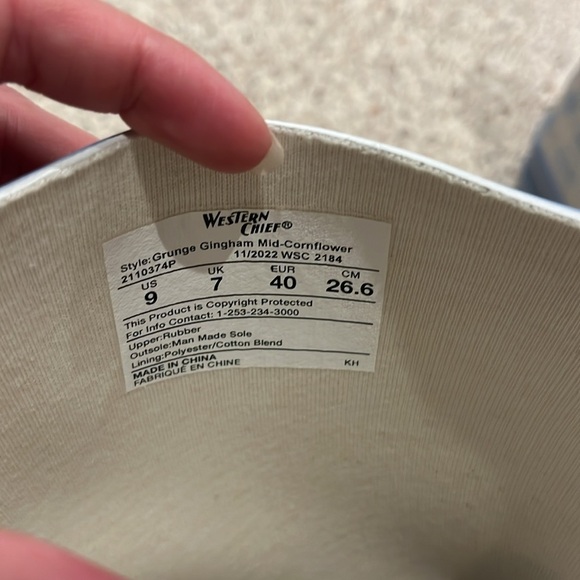 WESTERN
CHIEF®
Style:Grunge Gingham Mid-Cornflower
2110374P 11/2022 WSC 2184
US UK EUR CM
9 7 40 26.6
This Product is Copyright Protected
For Info Contact: 1-253-234-3000
Upper:Rubber
Outsole:Man Made Sole
Lining:Polyester/Cotton Blend
MADE IN CHINA
FABRIQUÉ EN CHINE KH